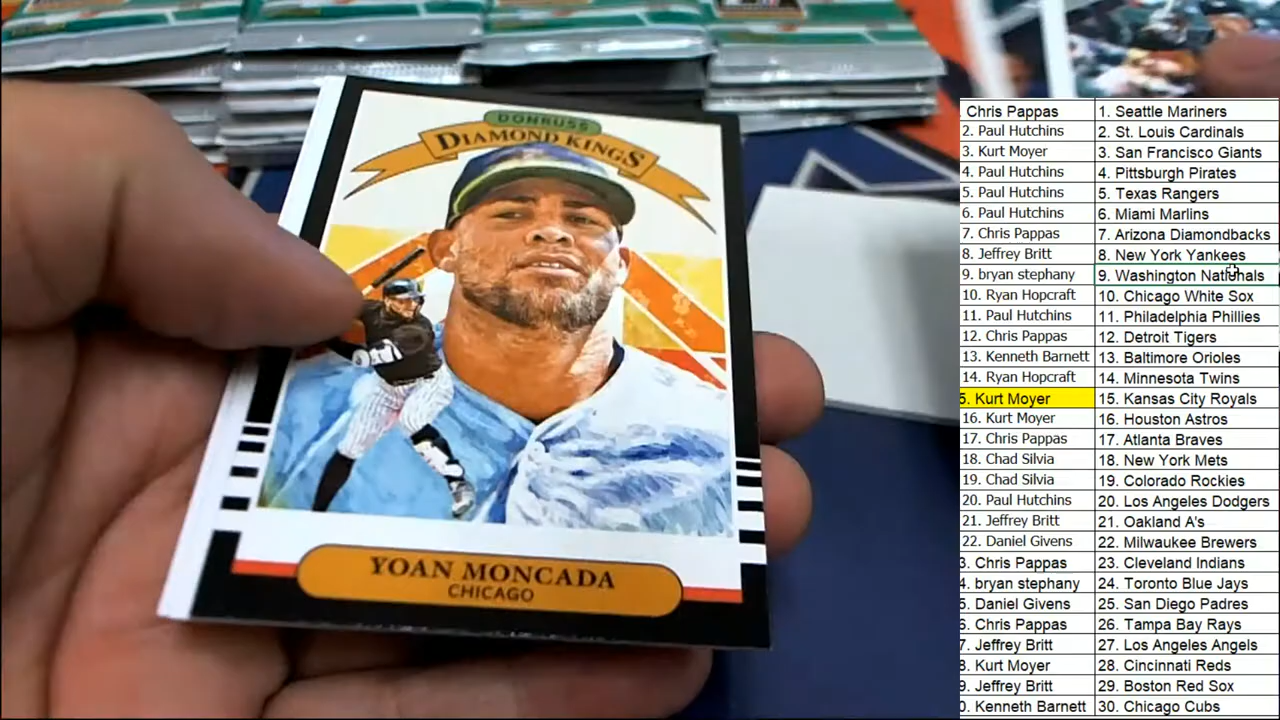 DONRUSS
DIAMOND KINGS
YOAN MONCADA
CHICAGO
. Chris Pappas 1. Seattle Mariners
2. Paul Hutchins 2. St. Louis Cardinals
3. Kurt Moyer 3. San Francisco Giants
4. Paul Hutchins 4. Pittsburgh Pirates
5. Paul Hutchins 5. Texas Rangers
6. Paul Hutchins 6. Miami Marlins
7. Chris Pappas 7. Arizona Diamondbacks
8. Jeffrey Britt 8. New York Yankees
9. bryan stephany 9. Washington Nationals
10. Ryan Hopcraft 10. Chicago White Sox
11. Paul Hutchins 11. Philadelphia Phillies
12. Chris Pappas 12. Detroit Tigers
13. Kenneth Barnett 13. Baltimore Orioles
14. Ryan Hopcraft 14. Minnesota Twins
5. Kurt Moyer 15. Kansas City Royals
16. Kurt Moyer 16. Houston Astros
17. Chris Pappas 17. Atlanta Braves
18. Chad Silvia 18. New York Mets
19. Chad Silvia 19. Colorado Rockies
20. Paul Hutchins 20. Los Angeles Dodgers
21. Jeffrey Britt 21. Oakland A's
22. Daniel Givens 22. Milwaukee Brewers
3. Chris Pappas 23. Cleveland Indians
4. bryan stephany 24. Toronto Blue Jays
5. Daniel Givens 25. San Diego Padres
6. Chris Pappas 26. Tampa Bay Rays
7. Jeffrey Britt 27. Los Angeles Angels
8. Kurt Moyer 28. Cincinnati Reds
9. Jeffrey Britt 29. Boston Red Sox
0. Kenneth Barnett 30. Chicago Cubs